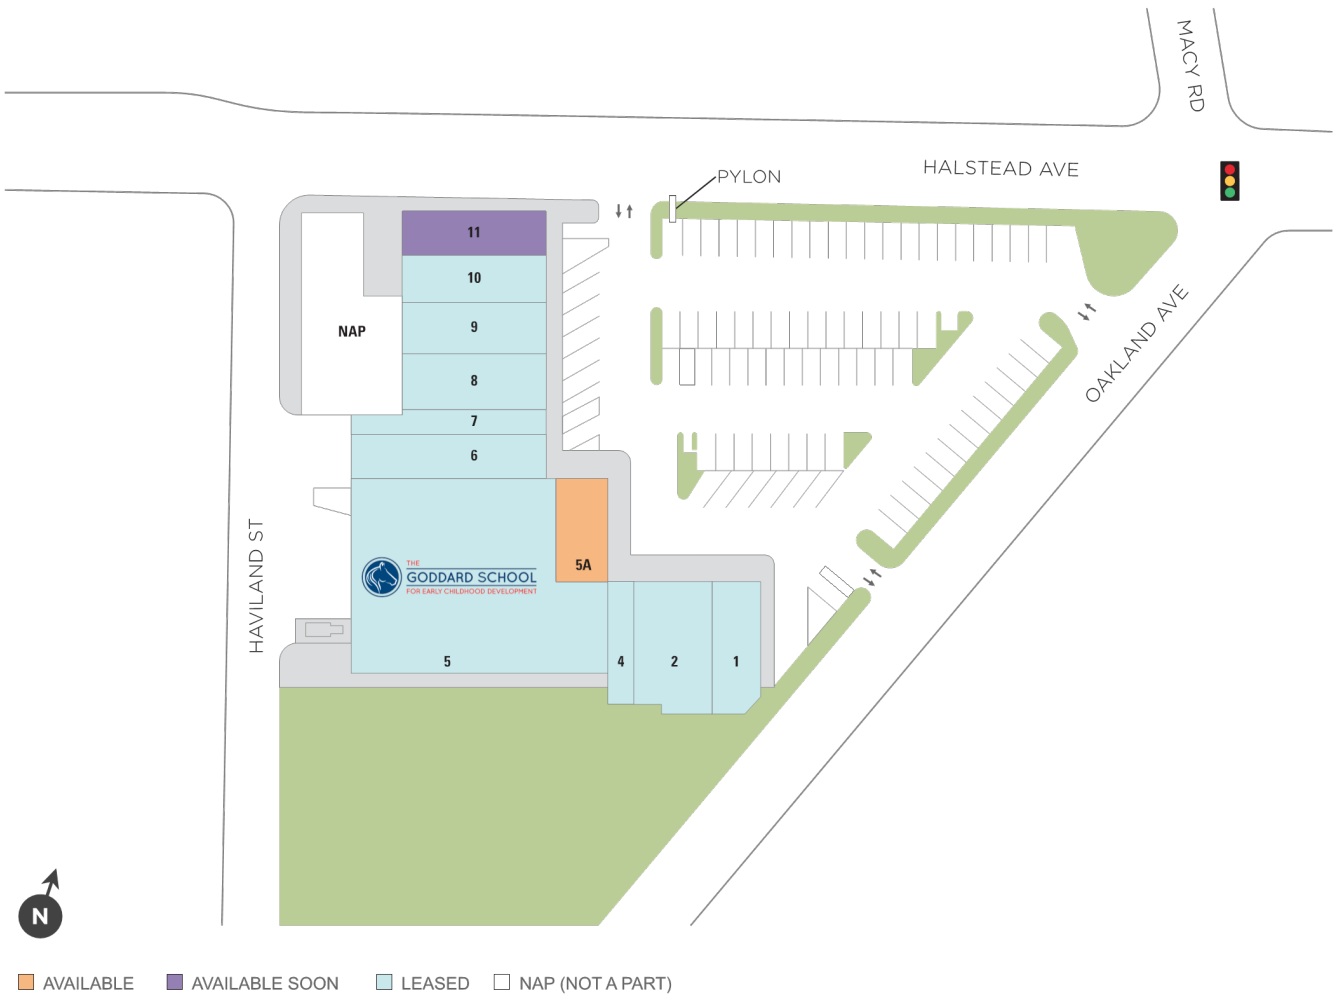 MACY RD
HALSTEAD AVE
PYLON
11
10
9
NAP
8
7
6
OAKLAND AVE
HAVILAND ST
5A
THE
GODDARD SCHOOL
FOR EARLY CHILDHOOD DEVELOPMENT
5
4
2
1
N
AVAILABLE
AVAILABLE SOON
LEASED
NAP (NOT A PART)